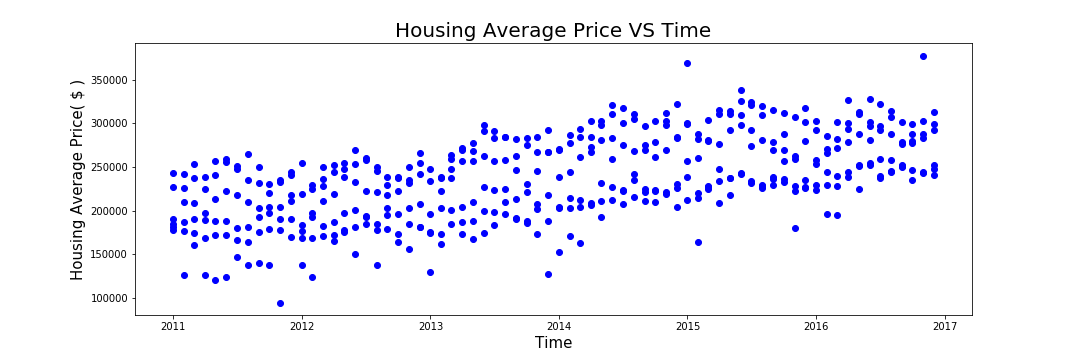 Housing Average Price VS Time
Housing Average Price( $ )
350000
300000
250000
200000
150000
100000
2011 2012 2013 2014 2015 2016 2017
Time